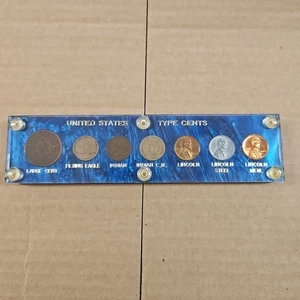 UNITED STATES TYPE CENTS
LARGE CENT
FLYING EAGLE
INDIAN
INDIAN C.N.
LINCOLN
LINCOLN
STEEL
LINCOLN
MEM.